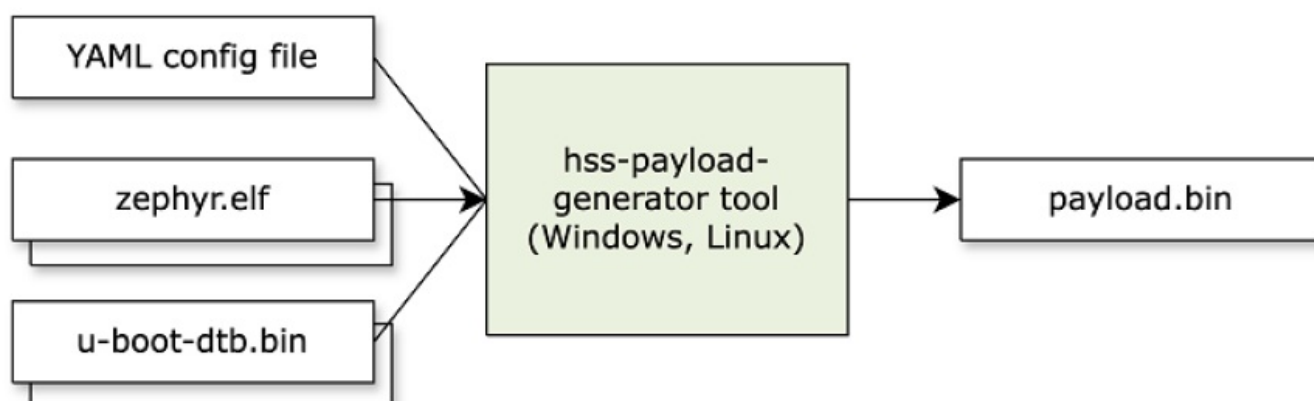 YAML config file
zephyr.elf
u-boot-dtb.bin
hss-payload-
generator tool
(Windows, Linux)
payload.bin